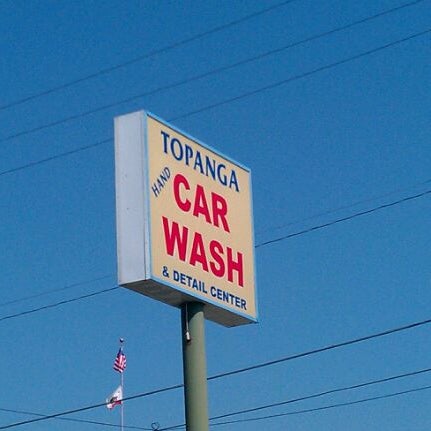 TOPANGA
HAND
CAR
WASH
& DETAIL CENTER